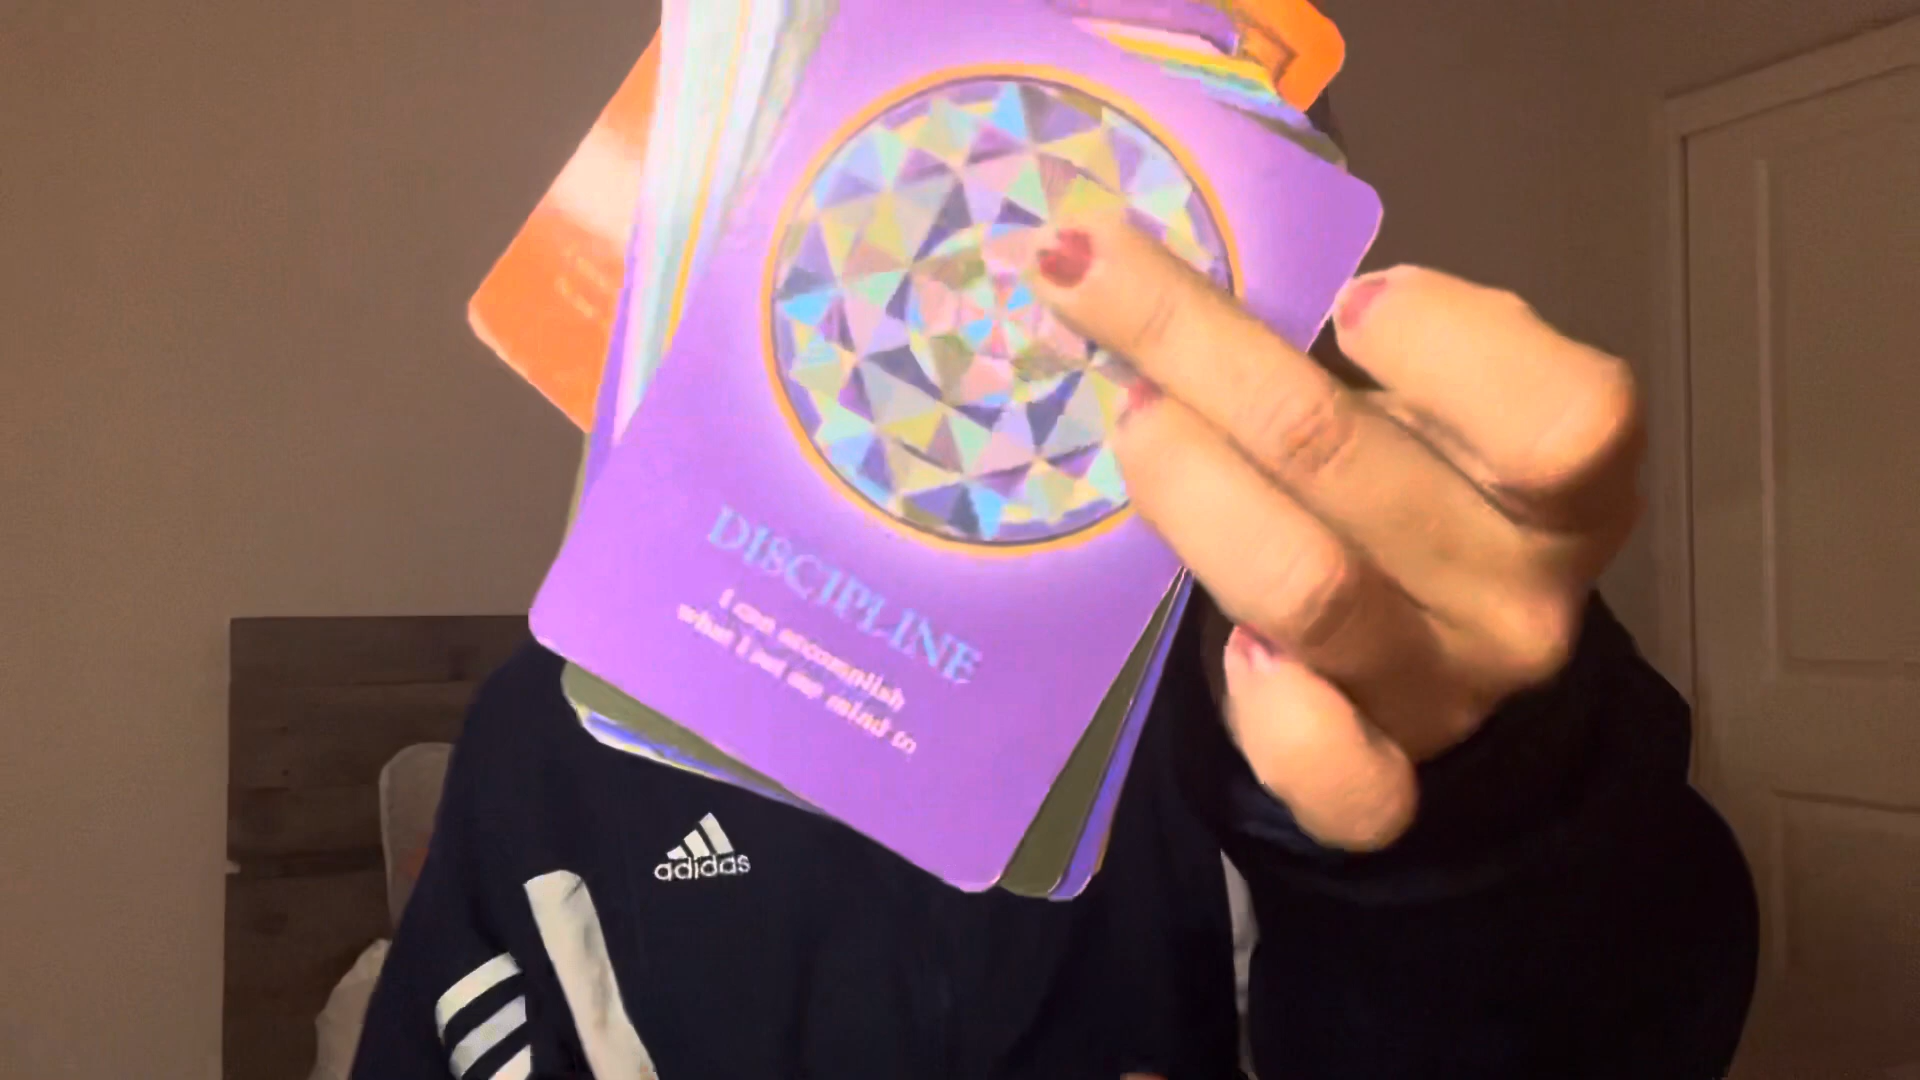 DISCIPLINE
I can accomplish
what I set my mind to
adidas